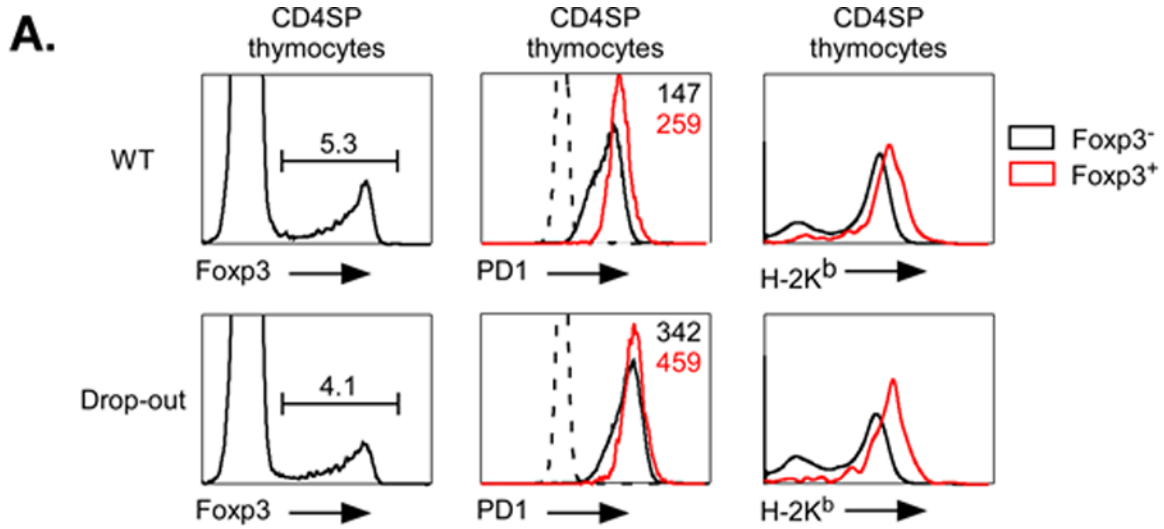 A.
CD4SP
thymocytes
CD4SP
thymocytes
CD4SP
thymocytes
WT
5.3
147
259
Foxp3⁻
Foxp3⁺
Foxp3
PD1
H-2Kᵇ
Drop-out
4.1
342
459
Foxp3
PD1
H-2Kᵇ